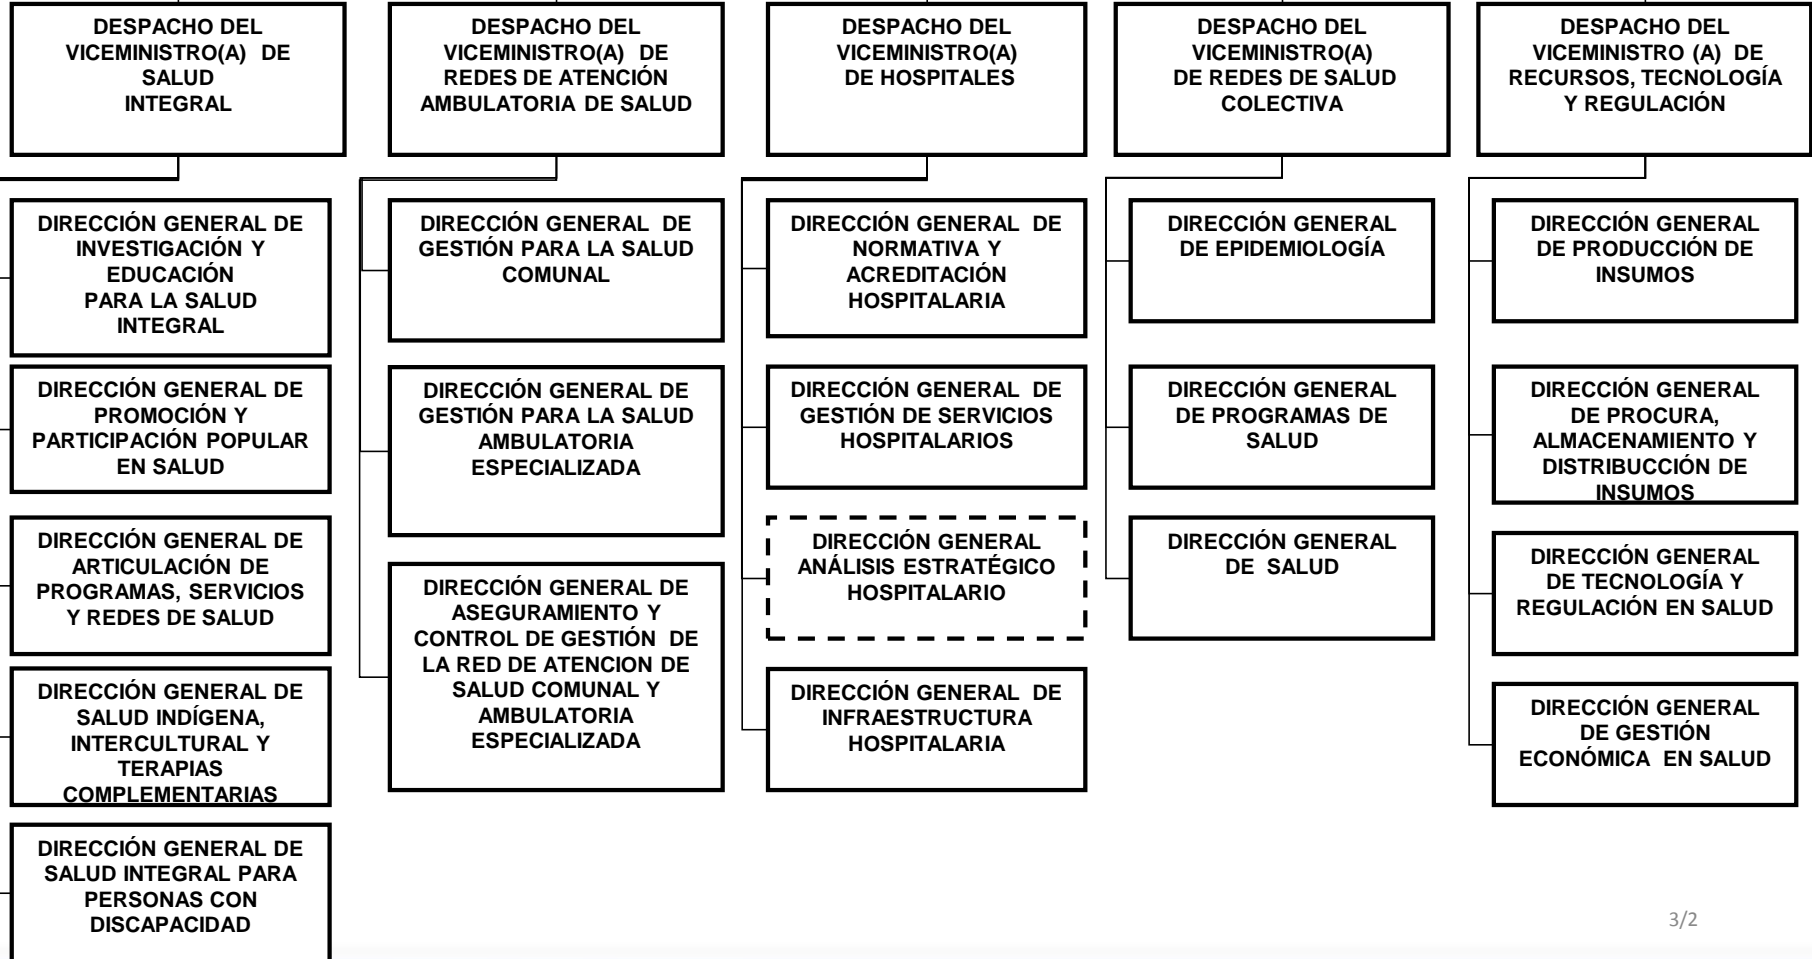 DESPACHO DEL
VICEMINISTRO(A) DE
SALUD
INTEGRAL
DIRECCIÓN GENERAL DE
INVESTIGACIÓN Y
EDUCACIÓN
PARA LA SALUD
INTEGRAL
DIRECCIÓN GENERAL DE
PROMOCIÓN Y
PARTICIPACIÓN POPULAR
EN SALUD
DIRECCIÓN GENERAL DE
ARTICULACIÓN DE
PROGRAMAS, SERVICIOS
Y REDES DE SALUD
DIRECCIÓN GENERAL DE
SALUD INDÍGENA,
INTERCULTURAL Y
TERAPIAS
COMPLEMENTARIAS
DIRECCIÓN GENERAL DE
SALUD INTEGRAL PARA
PERSONAS CON
DISCAPACIDAD
DESPACHO DEL
VICEMINISTRO(A) DE
REDES DE ATENCIÓN
AMBULATORIA DE SALUD
DIRECCIÓN GENERAL DE
GESTIÓN PARA LA SALUD
COMUNAL
DIRECCIÓN GENERAL DE
GESTIÓN PARA LA SALUD
AMBULATORIA
ESPECIALIZADA
DIRECCIÓN GENERAL DE
ASEGURAMIENTO Y
CONTROL DE GESTIÓN DE
LA RED DE ATENCION DE
SALUD COMUNAL Y
AMBULATORIA
ESPECIALIZADA
DESPACHO DEL
VICEMINISTRO(A)
DE HOSPITALES
DIRECCIÓN GENERAL DE
NORMATIVA Y
ACREDITACIÓN
HOSPITALARIA
DIRECCIÓN GENERAL DE
GESTIÓN DE SERVICIOS
HOSPITALARIOS
DIRECCIÓN GENERAL
ANÁLISIS ESTRATÉGICO
HOSPITALARIO
DIRECCIÓN GENERAL DE
INFRAESTRUCTURA
HOSPITALARIA
DESPACHO DEL
VICEMINISTRO(A)
DE REDES DE SALUD
COLECTIVA
DIRECCIÓN GENERAL
DE EPIDEMIOLOGÍA
DIRECCIÓN GENERAL
DE PROGRAMAS DE
SALUD
DIRECCIÓN GENERAL
DE SALUD
DESPACHO DEL
VICEMINISTRO (A) DE
RECURSOS, TECNOLOGÍA
Y REGULACIÓN
DIRECCIÓN GENERAL
DE PRODUCCIÓN DE
INSUMOS
DIRECCIÓN GENERAL
DE PROCURA,
ALMACENAMIENTO Y
DISTRIBUCCIÓN DE
INSUMOS
DIRECCIÓN GENERAL
DE TECNOLOGÍA Y
REGULACIÓN EN SALUD
DIRECCIÓN GENERAL
DE GESTIÓN
ECONÓMICA EN SALUD
3/2